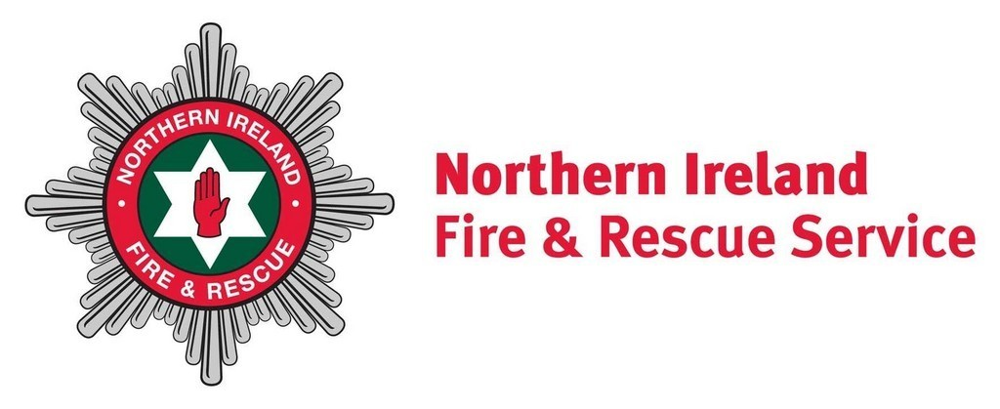 NORTHERN IRELAND
FIRE & RESCUE
Northern Ireland
Fire & Rescue Service